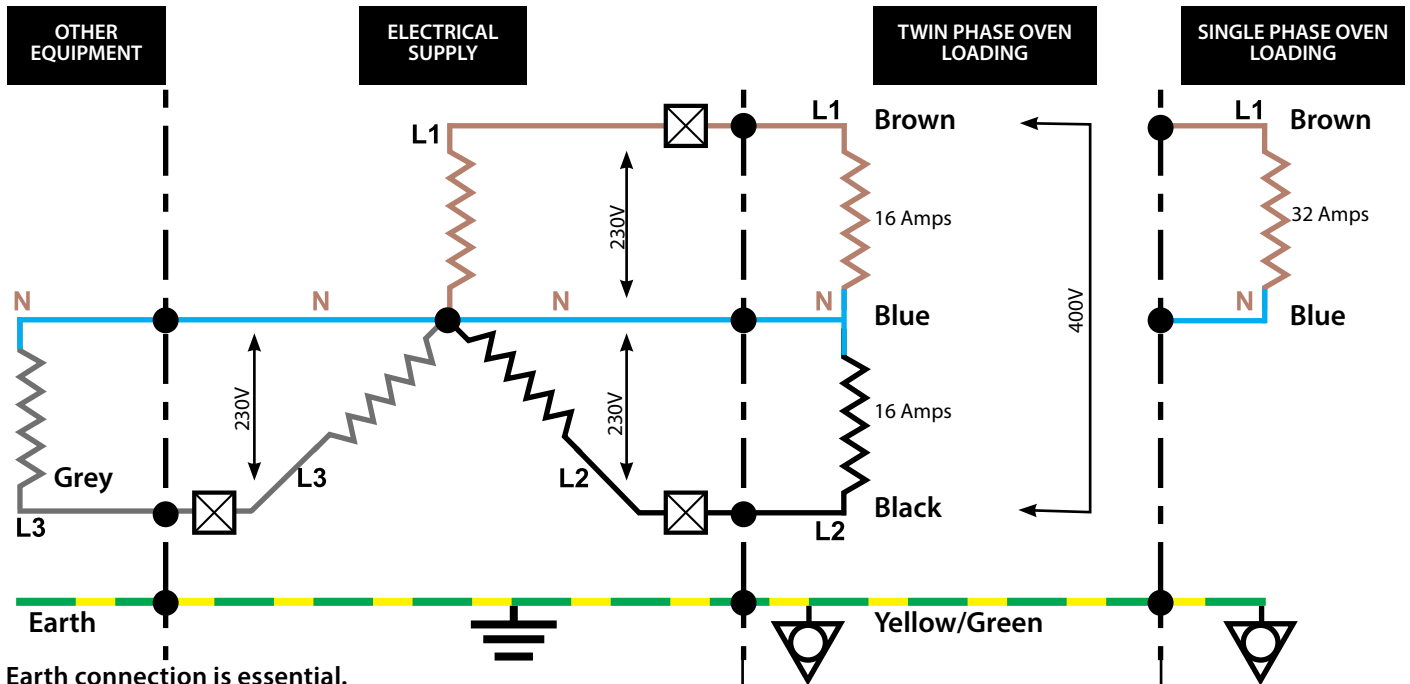 OTHER
EQUIPMENT
ELECTRICAL
SUPPLY
TWIN PHASE OVEN
LOADING
SINGLE PHASE OVEN
LOADING
L1
L1
Brown
L1
Brown
230V
16 Amps
32 Amps
400V
N
N
N
N
Blue
N
Blue
230V
230V
16 Amps
Grey
L3
L2
L3
L2
Black
Earth
Yellow/Green
Earth connection is essential.